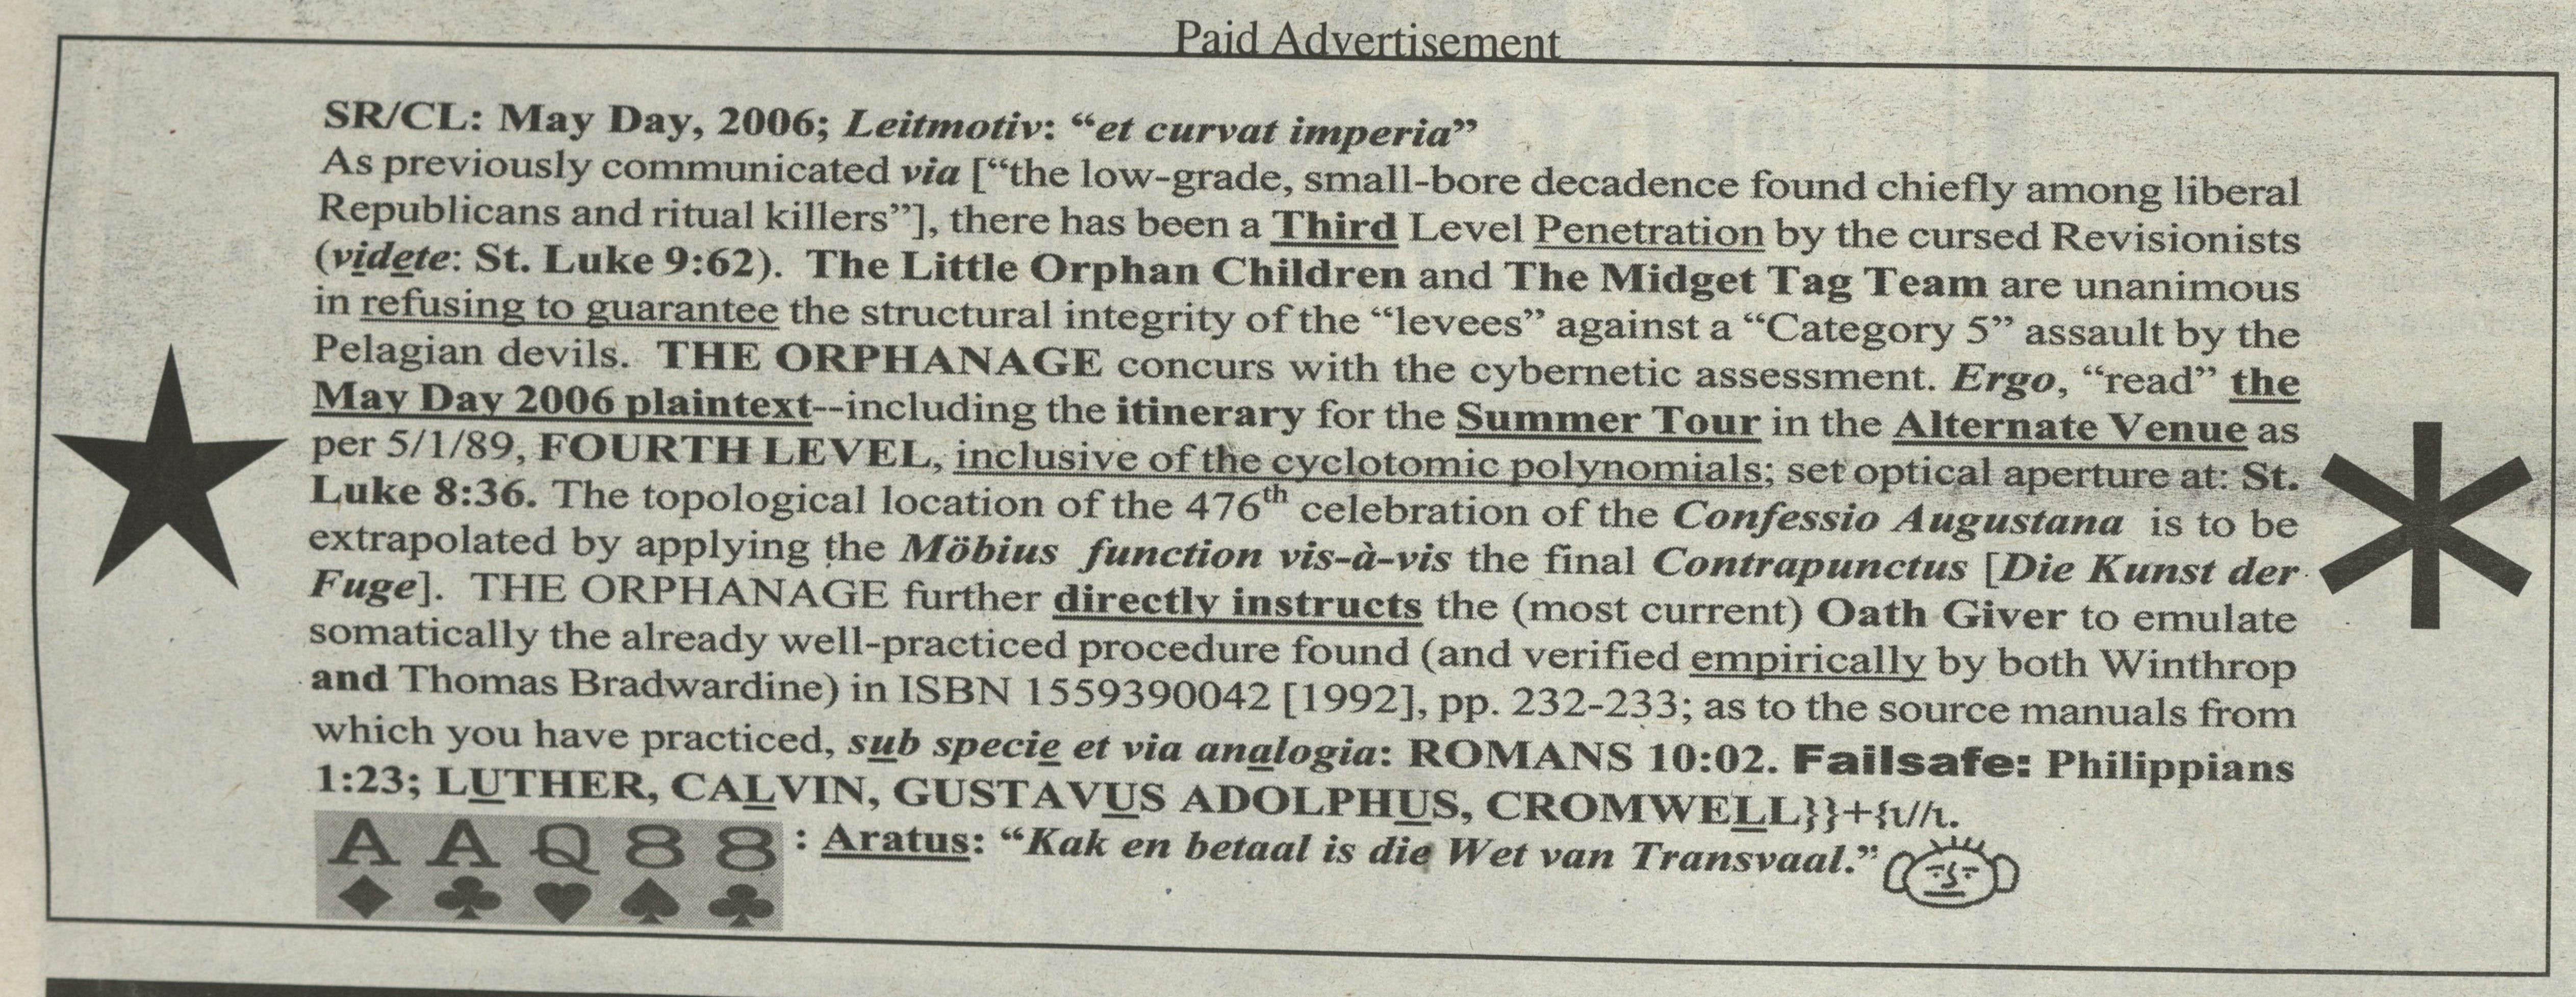 Paid Advertisement
SR/CL: May Day, 2006; Leitmotiv: “et curvat imperia”
As previously communicated via [“the low-grade, small-bore decadence found chiefly among liberal
Republicans and ritual killers”], there has been a Third Level Penetration by the cursed Revisionists
(videte: St. Luke 9:62). The Little Orphan Children and The Midget Tag Team are unanimous
in refusing to guarantee the structural integrity of the “levees” against a “Category 5” assault by the
Pelagian devils. THE ORPHANAGE concurs with the cybernetic assessment. Ergo, “read” the
May Day 2006 plaintext--including the itinerary for the Summer Tour in the Alternate Venue as
per 5/1/89, FOURTH LEVEL, inclusive of the cyclotomic polynomials; set optical aperture at: St.
Luke 8:36. The topological location of the 476th celebration of the Confessio Augustana is to be
extrapolated by applying the Möbius function vis-à-vis the final Contrapunctus [Die Kunst der
Fuge]. THE ORPHANAGE further directly instructs the (most current) Oath Giver to emulate
somatically the already well-practiced procedure found (and verified empirically by both Winthrop
and Thomas Bradwardine) in ISBN 1559390042 [1992], pp. 232-233; as to the source manuals from
which you have practiced, sub specie et via analogia: ROMANS 10:02. Failsafe: Philippians
1:23; LUTHER, CALVIN, GUSTAVUS ADOLPHUS, CROMWELL}}+{ι//ι.
A A Q 8 8 : Aratus: “Kak en betaal is die Wet van Transvaal.”
♦ ♣ ♥ ♠ ♣